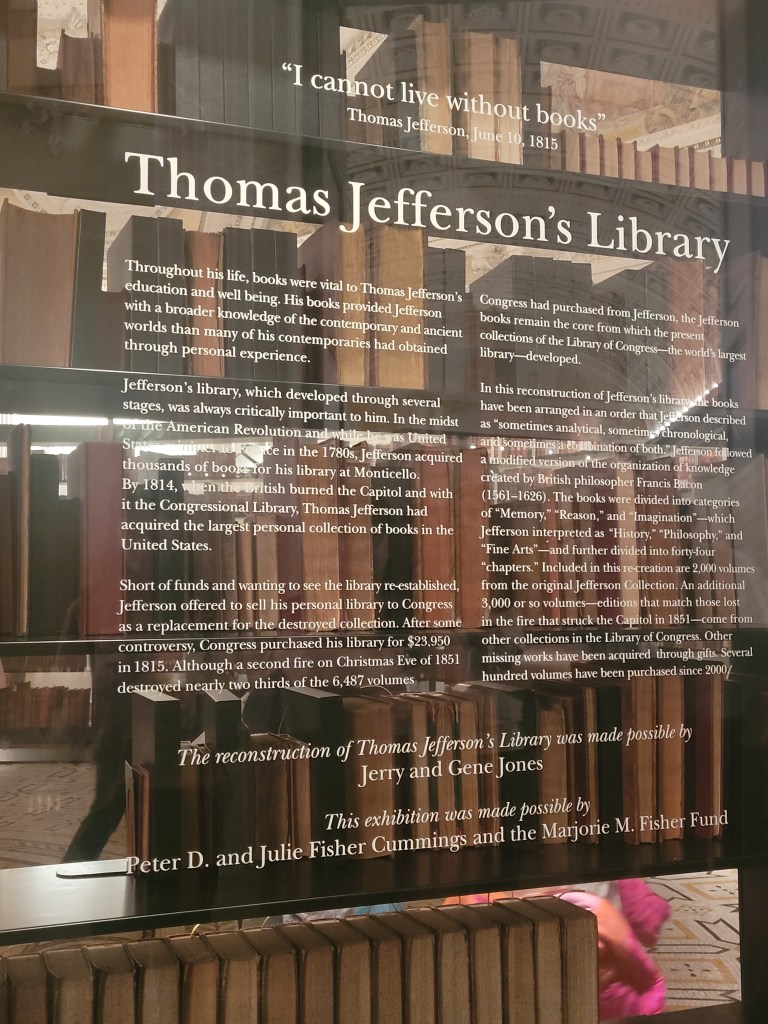 “I cannot live without books”
Thomas Jefferson, June 10, 1815
Thomas Jefferson’s Library
Throughout his life, books were vital to Thomas Jefferson’s
education and well being. His books provided Jefferson
with a broader knowledge of the contemporary and ancient
worlds than many of his contemporaries had obtained
through personal experience.
Jefferson’s library, which developed through several
stages, was always critically important to him. In the midst
of the American Revolution and while he was United
States minister to France in the 1780s, Jefferson acquired
thousands of books for his library at Monticello.
By 1814, when the British burned the Capitol and with
it the Congressional Library, Thomas Jefferson had
acquired the largest personal collection of books in the
United States.
Short of funds and wanting to see the library re-established,
Jefferson offered to sell his personal library to Congress
as a replacement for the destroyed collection. After some
controversy, Congress purchased his library for $23,950
in 1815. Although a second fire on Christmas Eve of 1851
destroyed nearly two thirds of the 6,487 volumes
Congress had purchased from Jefferson, the Jefferson
books remain the core from which the present
collections of the Library of Congress—the world’s largest
library—developed.
In this reconstruction of Jefferson’s library, the books
have been arranged in an order that Jefferson described
as “sometimes analytical, sometimes chronological,
and sometimes a combination of both.” Jefferson followed
a modified version of the organization of knowledge
created by British philosopher Francis Bacon
(1561–1626). The books were divided into categories
of “Memory,” “Reason,” and “Imagination”—which
Jefferson interpreted as “History,” “Philosophy,” and
“Fine Arts”—and further divided into forty-four
“chapters.” Included in this re-creation are 2,000 volumes
from the original Jefferson Collection. An additional
3,000 or so volumes—editions that match those lost
in the fire that struck the Capitol in 1851—come from
other collections in the Library of Congress. Other
missing works have been acquired through gifts. Several
hundred volumes have been purchased since 2000.
The reconstruction of Thomas Jefferson’s Library was made possible by
Jerry and Gene Jones
This exhibition was made possible by
Peter D. and Julie Fisher Cummings and the Marjorie M. Fisher Fund